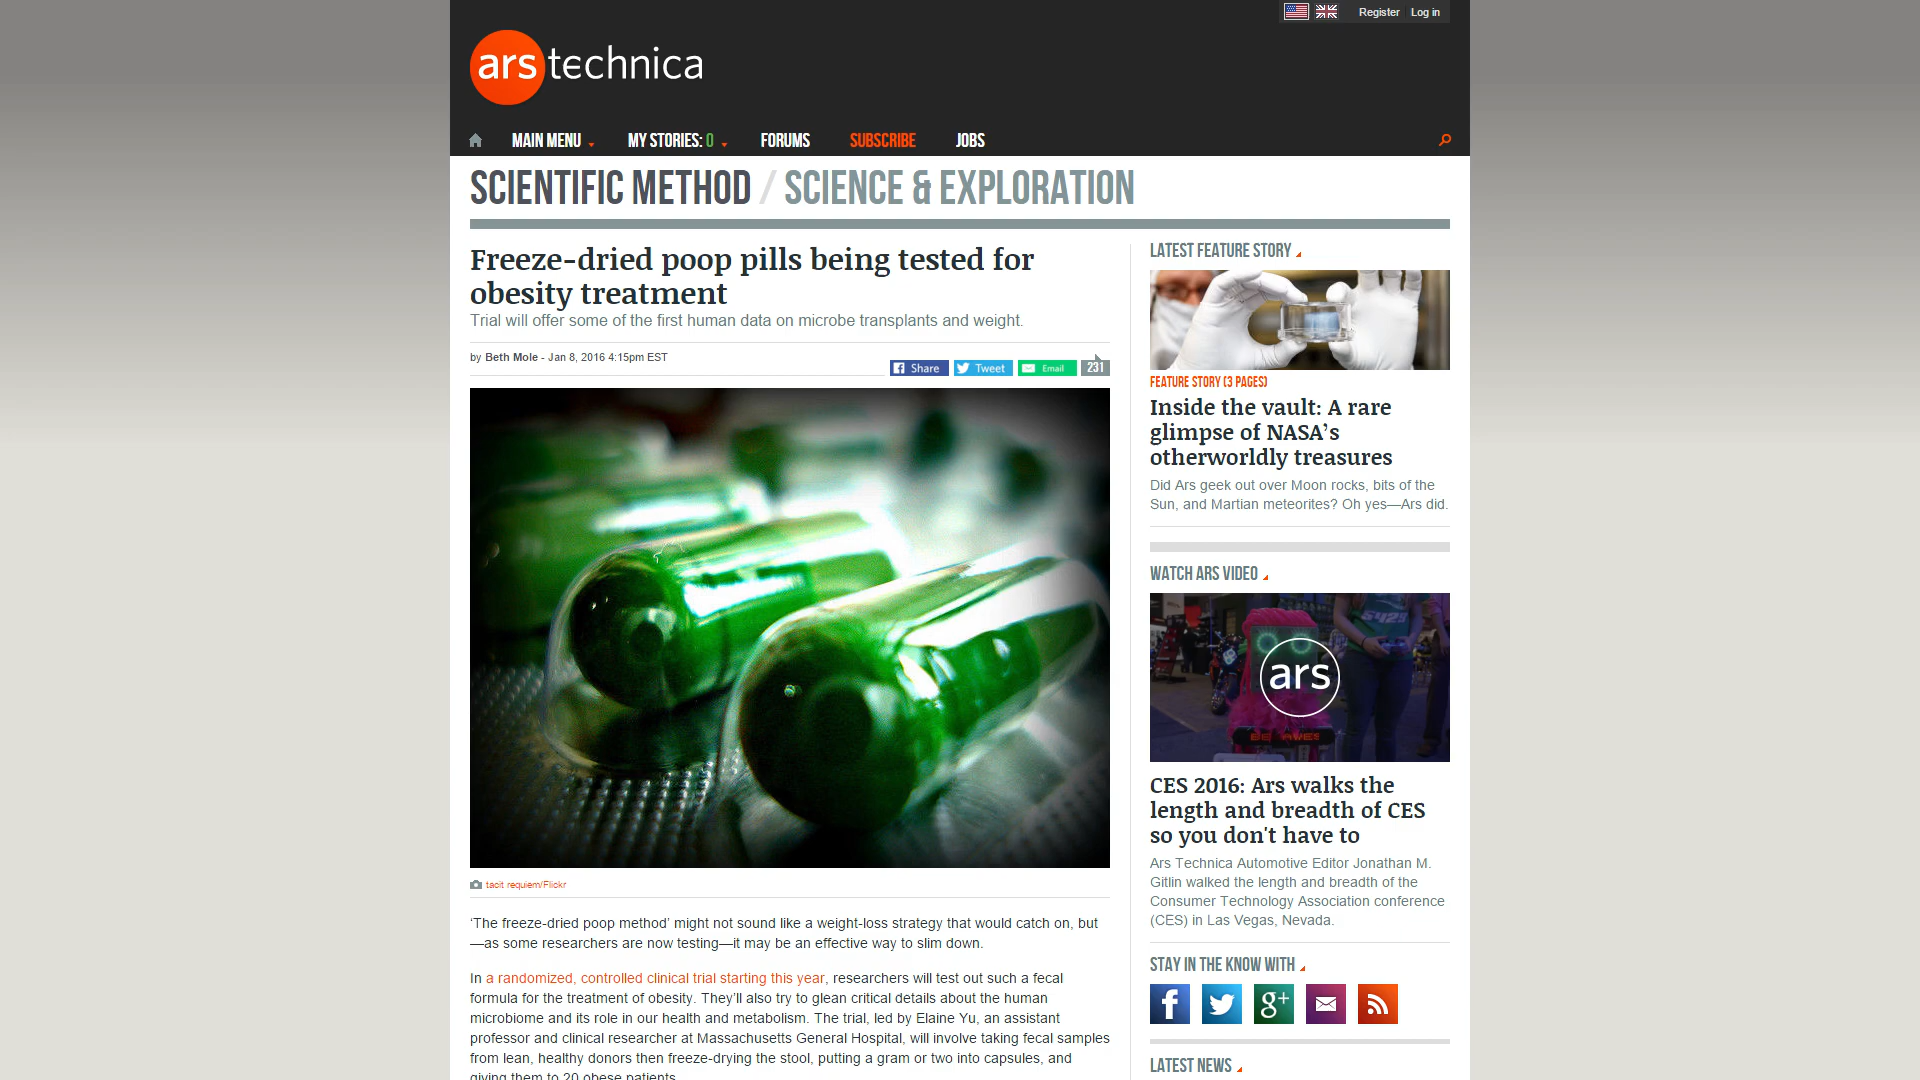 Register Log in
ars technica
MAIN MENU MY STORIES: 0 FORUMS SUBSCRIBE JOBS
SCIENTIFIC METHOD / SCIENCE & EXPLORATION
Freeze-dried poop pills being tested for
obesity treatment
Trial will offer some of the first human data on microbe transplants and weight.
by Beth Mole - Jan 8, 2016 4:15pm EST
Share Tweet Email 231
tacit requiem/Flickr
‘The freeze-dried poop method’ might not sound like a weight-loss strategy that would catch on, but
—as some researchers are now testing—it may be an effective way to slim down.
In a randomized, controlled clinical trial starting this year, researchers will test out such a fecal
formula for the treatment of obesity. They’ll also try to glean critical details about the human
microbiome and its role in our health and metabolism. The trial, led by Elaine Yu, an assistant
professor and clinical researcher at Massachusetts General Hospital, will involve taking fecal samples
from lean, healthy donors then freeze-drying the stool, putting a gram or two into capsules, and
giving them to 20 obese patients.
LATEST FEATURE STORY
FEATURE STORY (3 PAGES)
Inside the vault: A rare
glimpse of NASA’s
otherworldly treasures
Did Ars geek out over Moon rocks, bits of the
Sun, and Martian meteorites? Oh yes—Ars did.
WATCH ARS VIDEO
ars
CES 2016: Ars walks the
length and breadth of CES
so you don't have to
Ars Technica Automotive Editor Jonathan M.
Gitlin walked the length and breadth of the
Consumer Technology Association conference
(CES) in Las Vegas, Nevada.
STAY IN THE KNOW WITH
LATEST NEWS